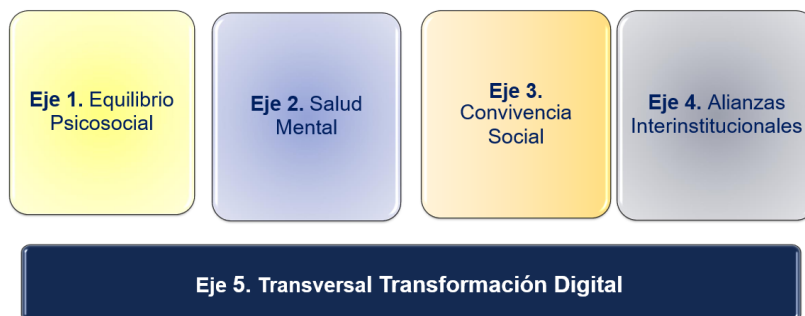 Eje 1. Equilibrio
Psicosocial
Eje 2. Salud
Mental
Eje 3.
Convivencia
Social
Eje 4. Alianzas
Interinstitucionales
Eje 5. Transversal Transformación Digital